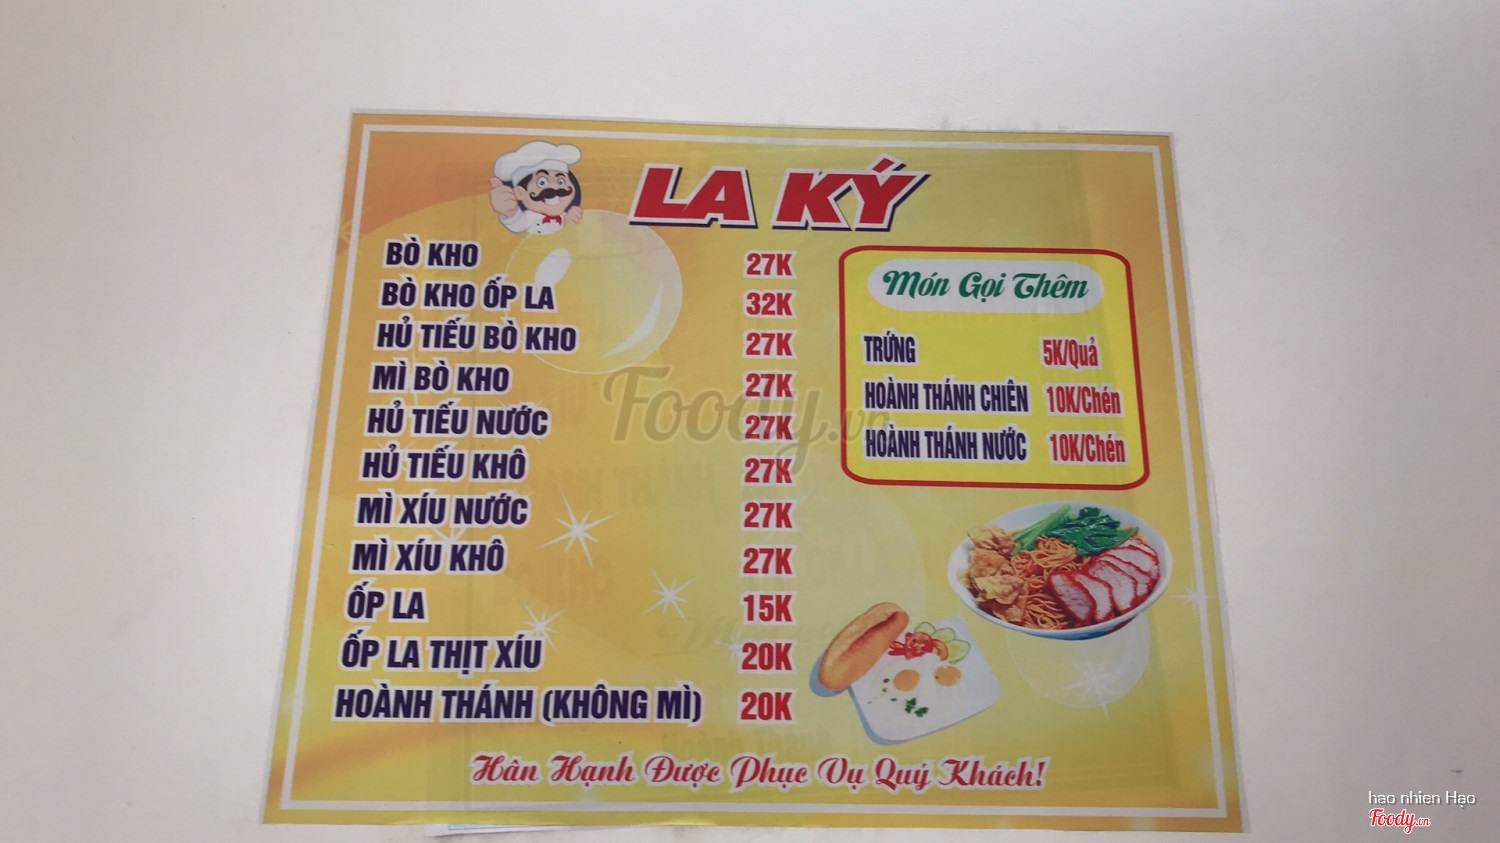 LA KÝ
BÒ KHO 27K
BÒ KHO ỐP LA 32K
HỦ TIẾU BÒ KHO 27K
MÌ BÒ KHO 27K
HỦ TIẾU NƯỚC 27K
HỦ TIẾU KHÔ 27K
MÌ XÍU NƯỚC 27K
MÌ XÍU KHÔ 27K
ỐP LA 15K
ỐP LA THỊT XÍU 20K
HOÀNH THÁNH (KHÔNG MÌ) 20K
Món Gọi Thêm
TRỨNG 5K/Quả
HOÀNH THÁNH CHIÊN 10K/Chén
HOÀNH THÁNH NƯỚC 10K/Chén
Hân Hạnh Được Phục Vụ Quý Khách!
Foody.vn
hao nhien Hạo
Foody.vn